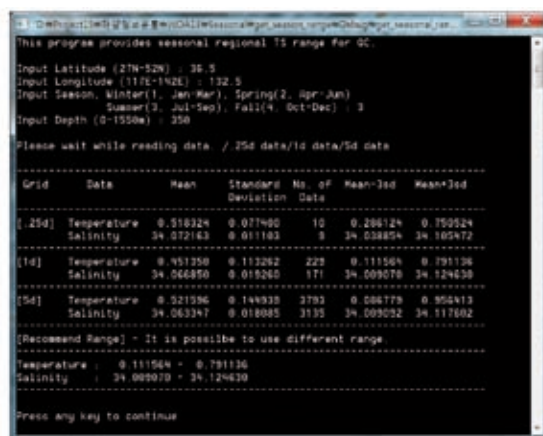 This program provides seasonal regional TS range for QC.
Input Latitude (27N-52N) : 36.5
Input Longitude (117E-142E) : 132.5
Input Season, Winter(1, Jan-Mar), Spring(2, Apr-Jun)
Summer(3, Jul-Sep), Fall(4, Oct-Dec) : 3
Input Depth (0-1550m) : 350
Please wait while reading data. /.25d data/1d data/5d data
Grid Data Mean Standard No. of Mean-3sd Mean+3sd
Deviation Data
[.25d] Temperature 0.518324 0.077400 10 0.286124 0.750524
Salinity 34.072163 0.011103 9 34.038854 34.105472
[1d] Temperature 0.451350 0.113262 229 0.111564 0.791136
Salinity 34.066850 0.019260 171 34.009070 34.124630
[5d] Temperature 0.521596 0.144939 3793 0.086779 0.956413
Salinity 34.063347 0.018085 3135 34.009092 34.117602
[Recommend Range] - It is possilbe to use different range.
Temperature : 0.111564 - 0.791136
Salinity : 34.009070 - 34.124630
Press any key to continue